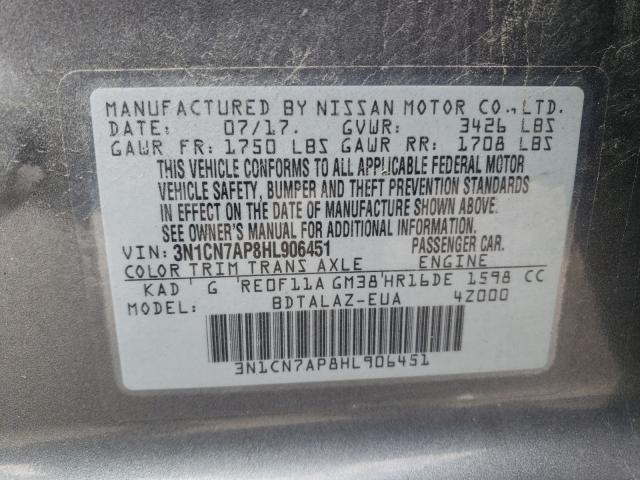 MANUFACTURED BY NISSAN MOTOR CO., LTD.
DATE: 07/17. GVWR: 3426 LBS
GAWR FR: 1750 LBS GAWR RR: 1708 LBS
THIS VEHICLE CONFORMS TO ALL APPLICABLE FEDERAL MOTOR
VEHICLE SAFETY, BUMPER AND THEFT PREVENTION STANDARDS
IN EFFECT ON THE DATE OF MANUFACTURE SHOWN ABOVE.
SEE OWNER'S MANUAL FOR ADDITIONAL INFORMATION.
VIN: 3N1CN7AP8HL906451 PASSENGER CAR.
COLOR TRIM TRANS AXLE ENGINE
KAD G RE0F11A GM38 HR16DE 1598 CC
MODEL: BDTALAZ-EUA 4Z000
3N1CN7AP8HL906451